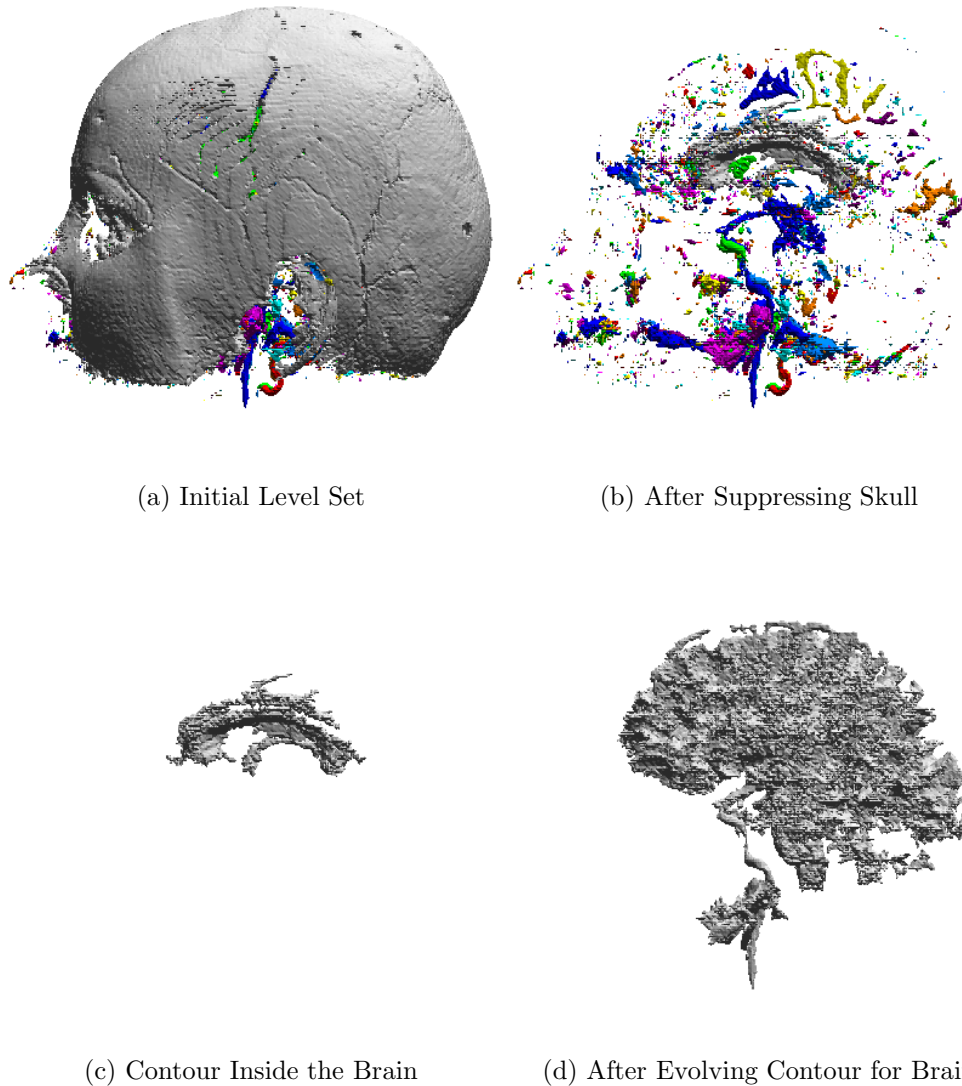 (a) Initial Level Set
(b) After Suppressing Skull
(c) Contour Inside the Brain
(d) After Evolving Contour for Brai